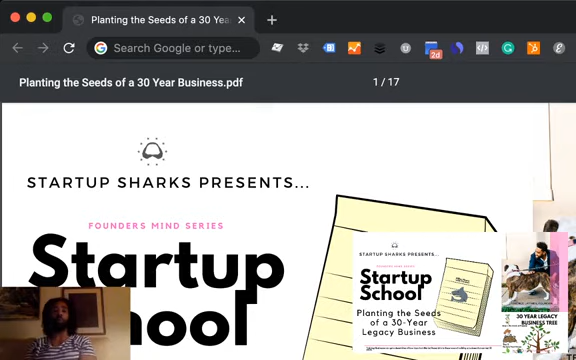 Planting the Seeds of a 30 Yea
Search Google or type...
2d
Planting the Seeds of a 30 Year Business.pdf
1 / 17
STARTUP SHARKS PRESENTS...
FOUNDERS MIND SERIES
Startup
hool
STARTUP SHARKS PRESENTS...
Startup
School
Planting the Seeds
of a 30-Year
Legacy Business
30 YEAR LEGACY
BUSINESS TREE